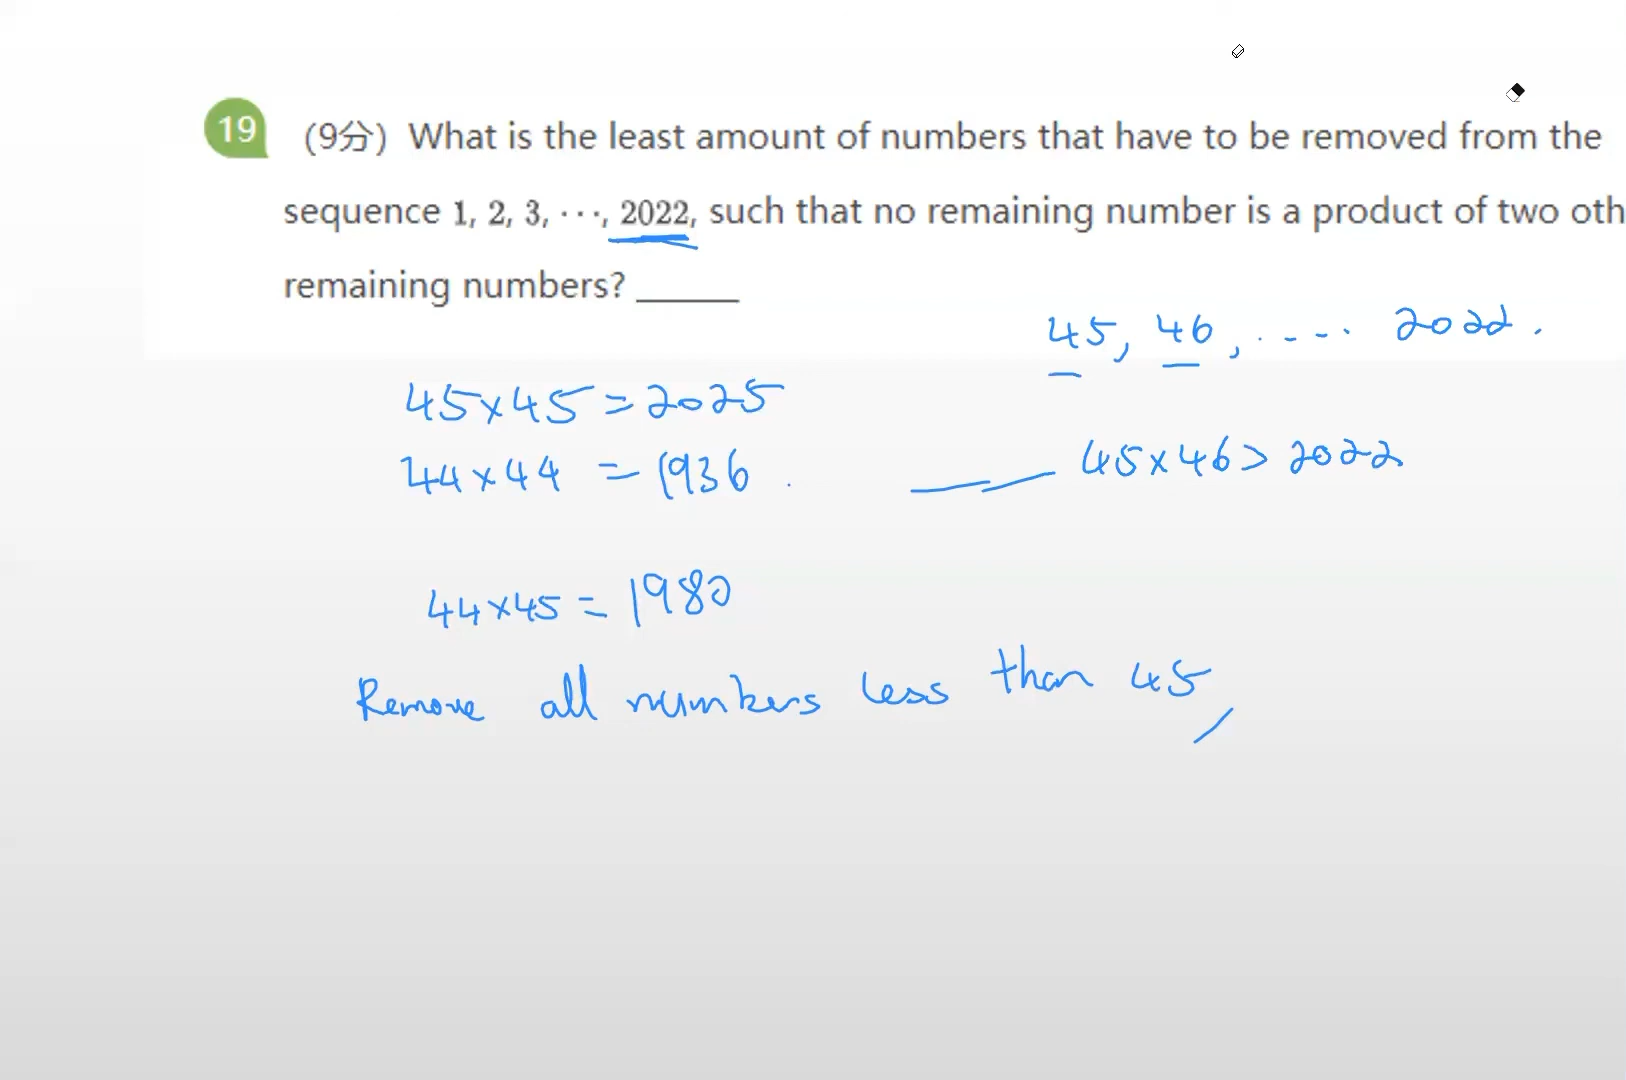 19 (9分) What is the least amount of numbers that have to be removed from the
sequence 1, 2, 3, ⋯, 2022, such that no remaining number is a product of two oth
remaining numbers? ______
45, 46, .--- . 2022.
45×45=2025
44×44 =1936 .
45×46>2022
44×45=1980
Remove all numbers less than 45,